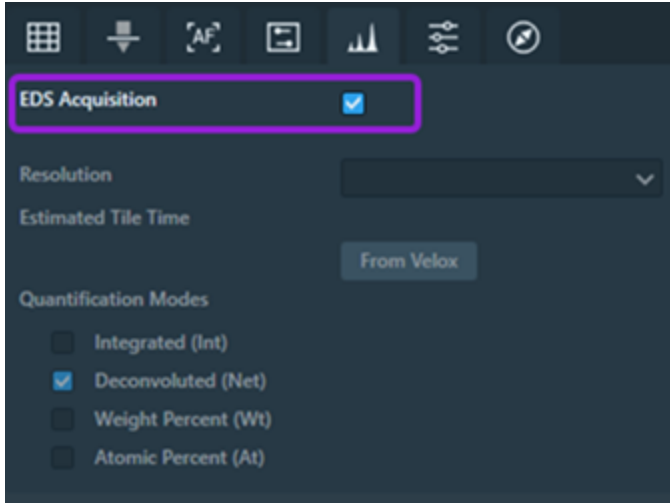 AF
EDS Acquisition
Resolution
Estimated Tile Time
From Velox
Quantification Modes
Integrated (Int)
Deconvoluted (Net)
Weight Percent (Wt)
Atomic Percent (At)